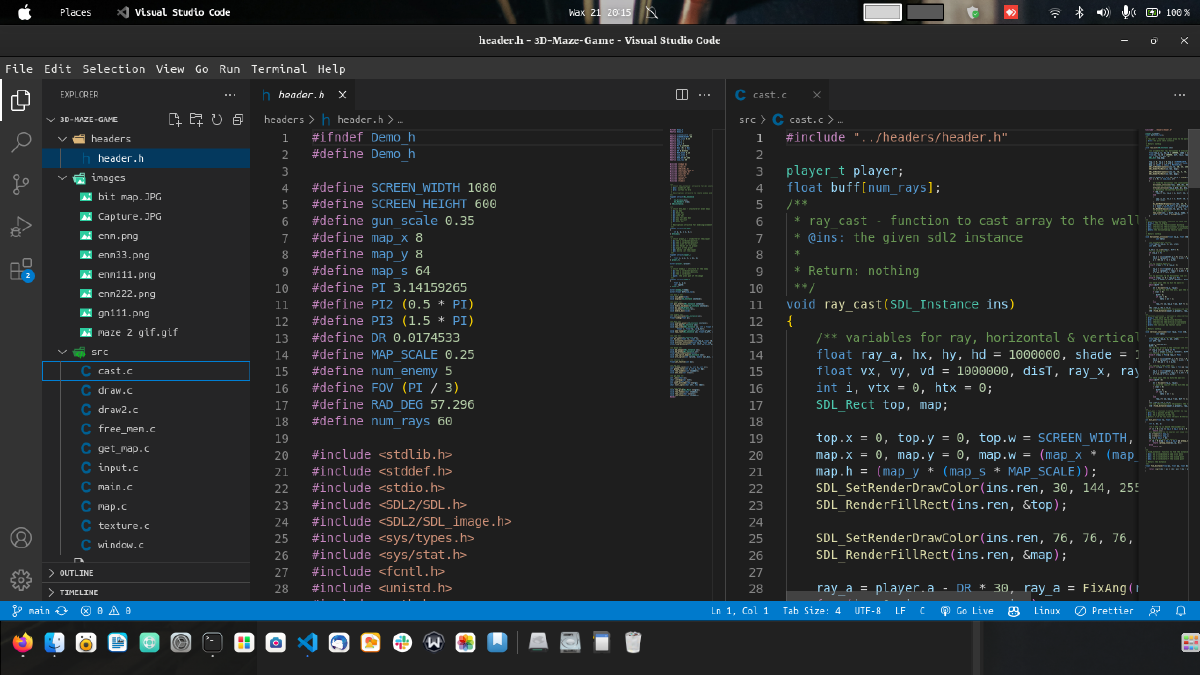 Places
Visual Studio Code
Wax 21 20:15
100 %
header.h - 3D-Maze-Game - Visual Studio Code
File Edit Selection View Go Run Terminal Help
EXPLORER
3D-MAZE-GAME
headers
header.h
images
bit map.JPG
Capture.JPG
enm.png
enm33.png
enm111.png
enm222.png
gn111.png
maze 2 gif.gif
src
cast.c
draw.c
draw2.c
free_mem.c
get_map.c
input.c
main.c
map.c
texture.c
window.c
OUTLINE
TIMELINE
2
header.h
headers > header.h > ...
1 #ifndef Demo_h
2 #define Demo_h
3
4 #define SCREEN_WIDTH 1080
5 #define SCREEN_HEIGHT 600
6 #define gun_scale 0.35
7 #define map_x 8
8 #define map_y 8
9 #define map_s 64
10 #define PI 3.14159265
11 #define PI2 (0.5 * PI)
12 #define PI3 (1.5 * PI)
13 #define DR 0.0174533
14 #define MAP_SCALE 0.25
15 #define num_enemy 5
16 #define FOV (PI / 3)
17 #define RAD_DEG 57.296
18 #define num_rays 60
19
20 #include <stdlib.h>
21 #include <stddef.h>
22 #include <stdio.h>
23 #include <SDL2/SDL.h>
24 #include <SDL2/SDL_image.h>
25 #include <sys/types.h>
26 #include <sys/stat.h>
27 #include <fcntl.h>
28 #include <unistd.h>
cast.c
src > cast.c > ...
1 #include "../headers/header.h"
2
3 player_t player;
4 float buff[num_rays];
5 /**
6 * ray_cast - function to cast array to the wall
7 * @ins: the given sdl2 instance
8 *
9 * Return: nothing
10 **/
11 void ray_cast(SDL_Instance ins)
12 {
13 /** variables for ray, horizontal & vertical
14 float ray_a, hx, hy, hd = 1000000, shade = 1
15 float vx, vy, vd = 1000000, disT, ray_x, ray
16 int i, vtx = 0, htx = 0;
17 SDL_Rect top, map;
18
19 top.x = 0, top.y = 0, top.w = SCREEN_WIDTH,
20 map.x = 0, map.y = 0, map.w = (map_x * (map_
21 map.h = (map_y * (map_s * MAP_SCALE));
22 SDL_SetRenderDrawColor(ins.ren, 30, 144, 255
23 SDL_RenderFillRect(ins.ren, &top);
24
25 SDL_SetRenderDrawColor(ins.ren, 76, 76, 76,
26 SDL_RenderFillRect(ins.ren, &map);
27
28 ray_a = player.a - DR * 30, ray_a = FixAng(r
main 0 0
Ln 1, Col 1 Tab Size: 4 UTF-8 LF C Go Live Linux Prettier